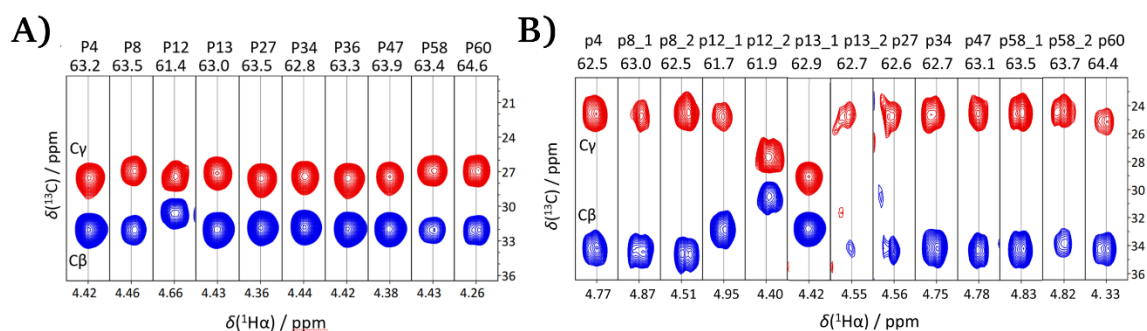 A)
P4 P8 P12 P13 P27 P34 P36 P47 P58 P60
63.2 63.5 61.4 63.0 63.5 62.8 63.3 63.9 63.4 64.6
Cγ
Cβ
δ(¹³C) / ppm
21
24
27
30
33
36
4.42 4.46 4.66 4.43 4.36 4.44 4.42 4.38 4.43 4.26
δ(¹Hα) / ppm
B)
p4 p8_1 p8_2 p12_1 p12_2 p13_1 p13_2 p27 p34 p47 p58_1 p58_2 p60
62.5 63.0 62.5 61.7 61.9 62.9 62.7 62.6 62.7 63.1 63.5 63.7 64.4
Cγ
Cβ
δ(¹³C) / ppm
24
26
28
30
32
34
36
4.77 4.87 4.51 4.95 4.40 4.42 4.55 4.56 4.75 4.78 4.83 4.82 4.33
δ(¹Hα) / ppm